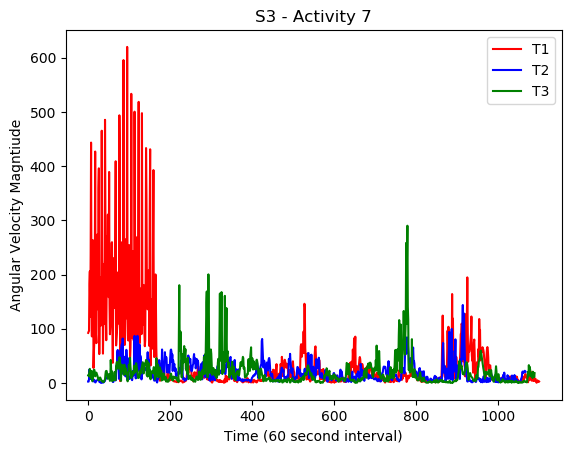 S3 - Activity 7
T1
T2
T3
Angular Velocity Magntiude
600
500
400
300
200
100
0
0 200 400 600 800 1000
Time (60 second interval)